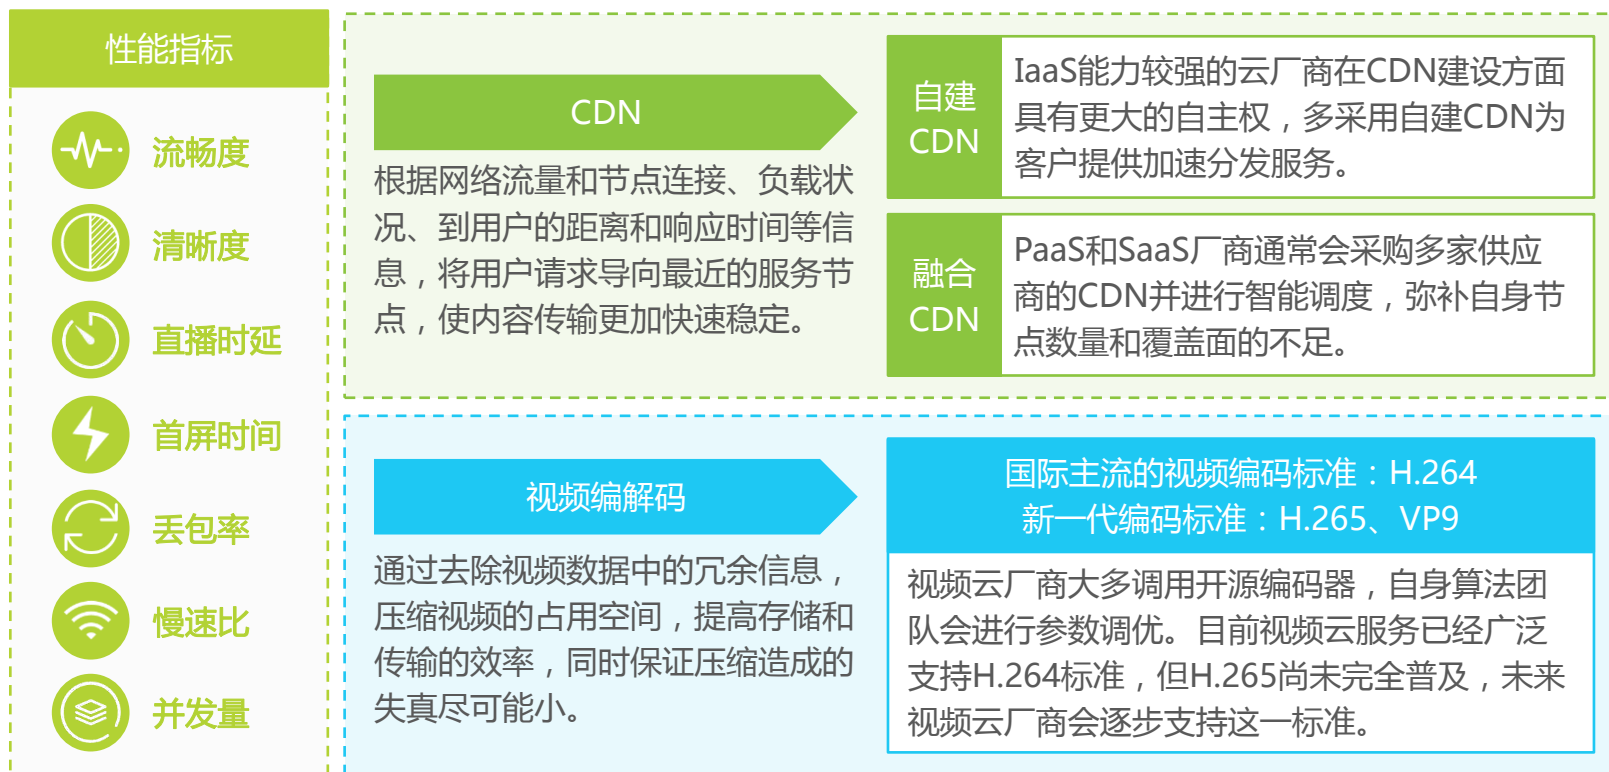 性能指标
流畅度
清晰度
直播时延
首屏时间
丢包率
慢速比
并发量
CDN
根据网络流量和节点连接、负载状
况、到用户的距离和响应时间等信
息，将用户请求导向最近的服务节
点，使内容传输更加快速稳定。
自建
CDN
IaaS能力较强的云厂商在CDN建设方面
具有更大的自主权，多采用自建CDN为
客户提供加速分发服务。
融合
CDN
PaaS和SaaS厂商通常会采购多家供应
商的CDN并进行智能调度，弥补自身节
点数量和覆盖面的不足。
视频编解码
通过去除视频数据中的冗余信息，
压缩视频的占用空间，提高存储和
传输的效率，同时保证压缩造成的
失真尽可能小。
国际主流的视频编码标准：H.264
新一代编码标准：H.265、VP9
视频云厂商大多调用开源编码器，自身算法团
队会进行参数调优。目前视频云服务已经广泛
支持H.264标准，但H.265尚未完全普及，未来
视频云厂商会逐步支持这一标准。